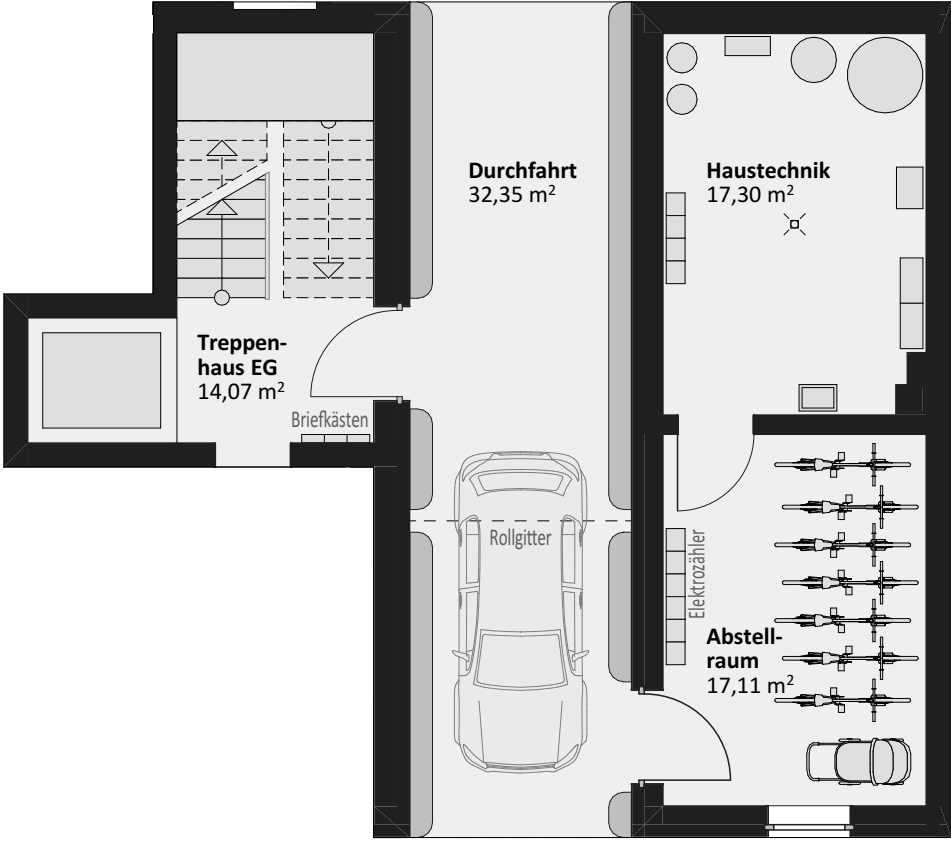 Durchfahrt
32,35 m²
Haustechnik
17,30 m²
Treppen-
haus EG
14,07 m²
Briefkästen
Rollgitter
Elektrozähler
Abstell-
raum
17,11 m²